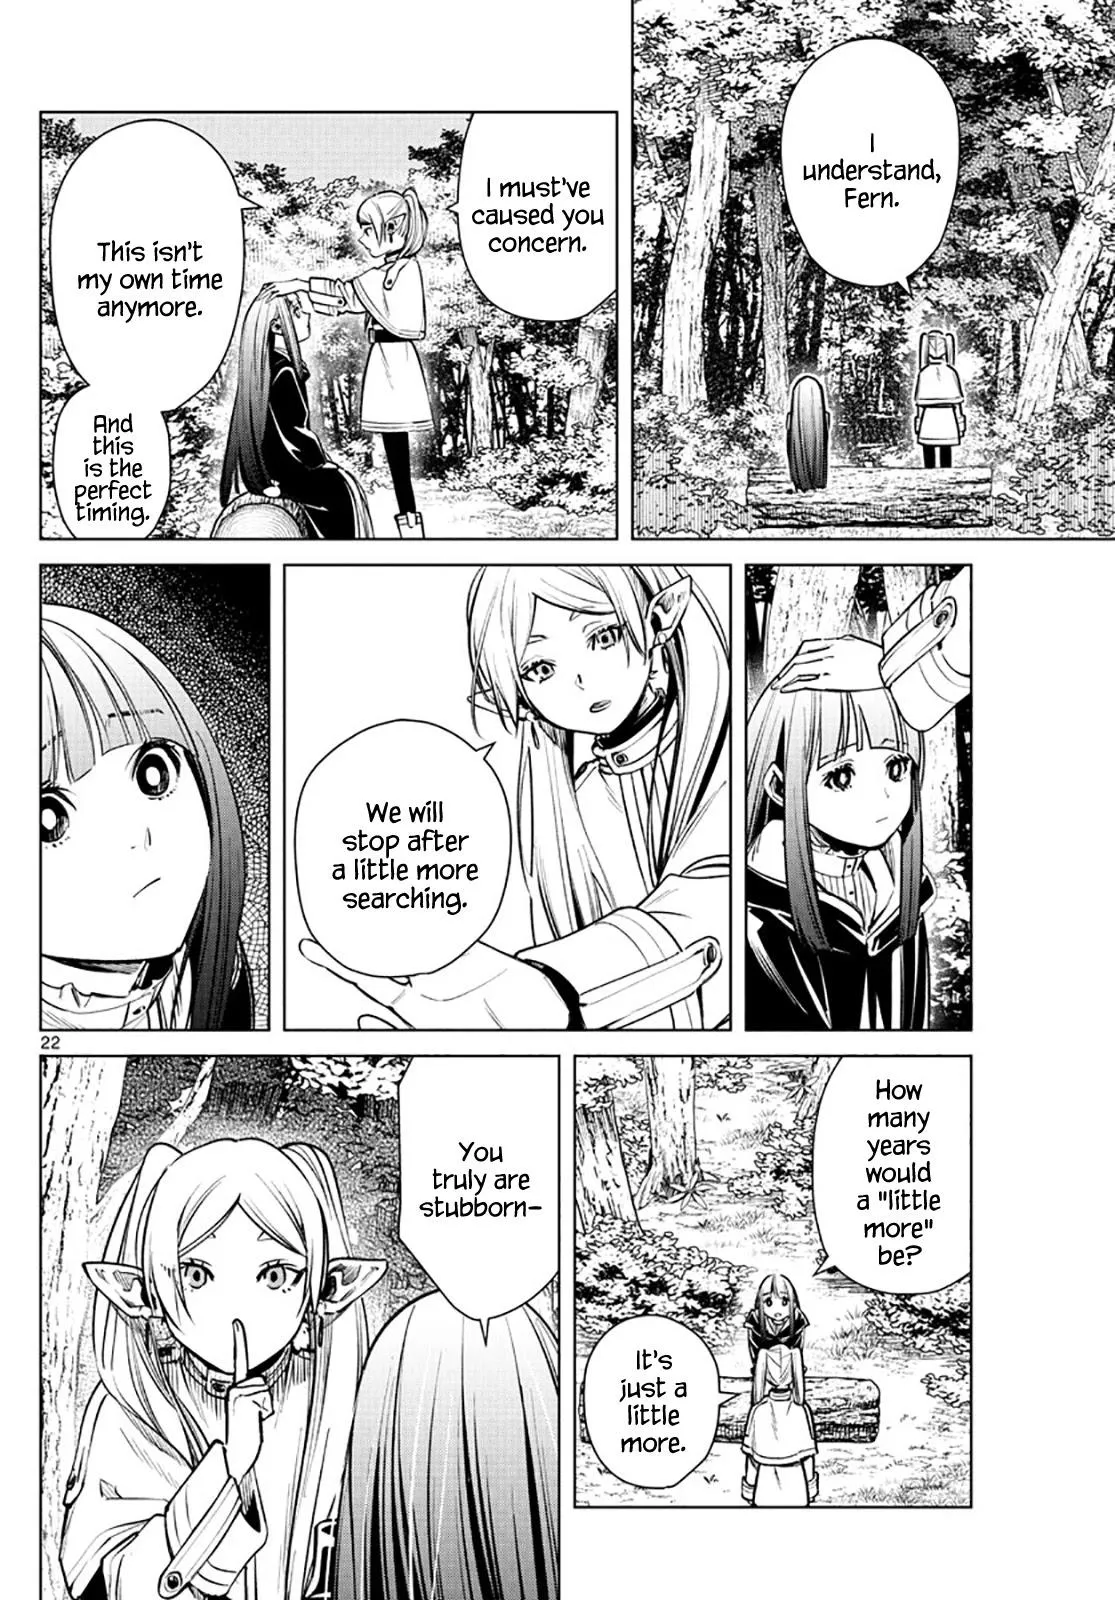 I
understand,
Fern.
I must've
caused you
concern.
This isn't
my own time
anymore.
And
this
is the
perfect
timing.
We will
stop after
a little more
searching.
22
How
many
years
would
a "little
more"
be?
It's
just a
little
more.
You
truly are
stubborn-